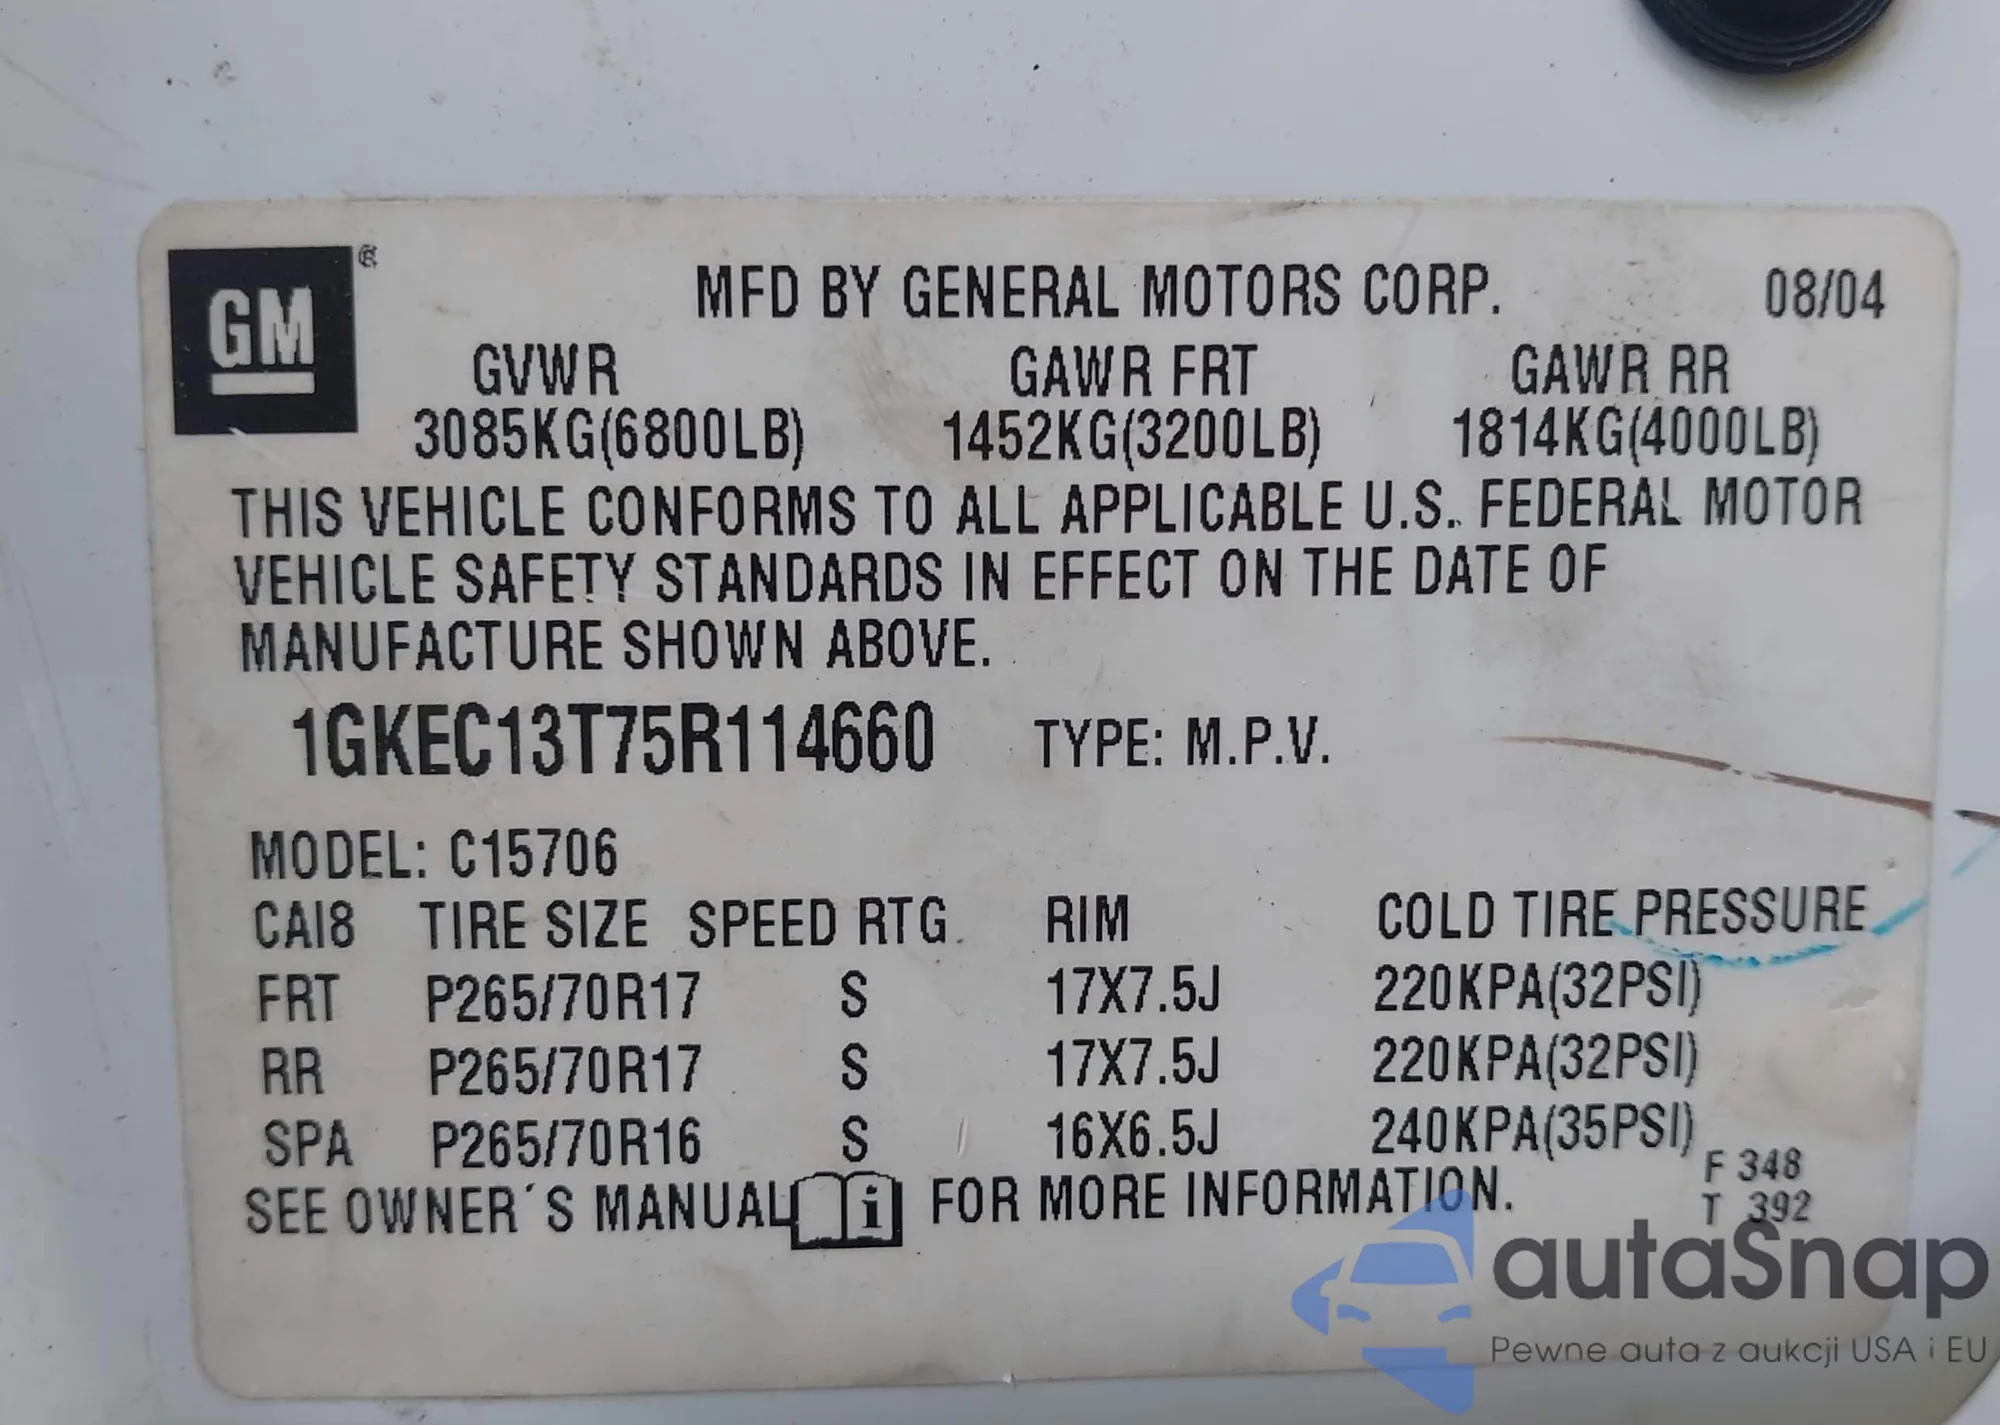 GM ®
MFD BY GENERAL MOTORS CORP. 08/04
GVWR GAWR FRT GAWR RR
3085KG(6800LB) 1452KG(3200LB) 1814KG(4000LB)
THIS VEHICLE CONFORMS TO ALL APPLICABLE U.S. FEDERAL MOTOR
VEHICLE SAFETY STANDARDS IN EFFECT ON THE DATE OF
MANUFACTURE SHOWN ABOVE.
1GKEC13T75R114660 TYPE: M.P.V.
MODEL: C15706
CAI8 TIRE SIZE SPEED RTG RIM COLD TIRE PRESSURE
FRT P265/70R17 S 17X7.5J 220KPA(32PSI)
RR P265/70R17 S 17X7.5J 220KPA(32PSI)
SPA P265/70R16 S 16X6.5J 240KPA(35PSI)
SEE OWNER´S MANUAL i FOR MORE INFORMATION.
F 348
T 392
autaSnap
Pewne auta z aukcji USA i EU